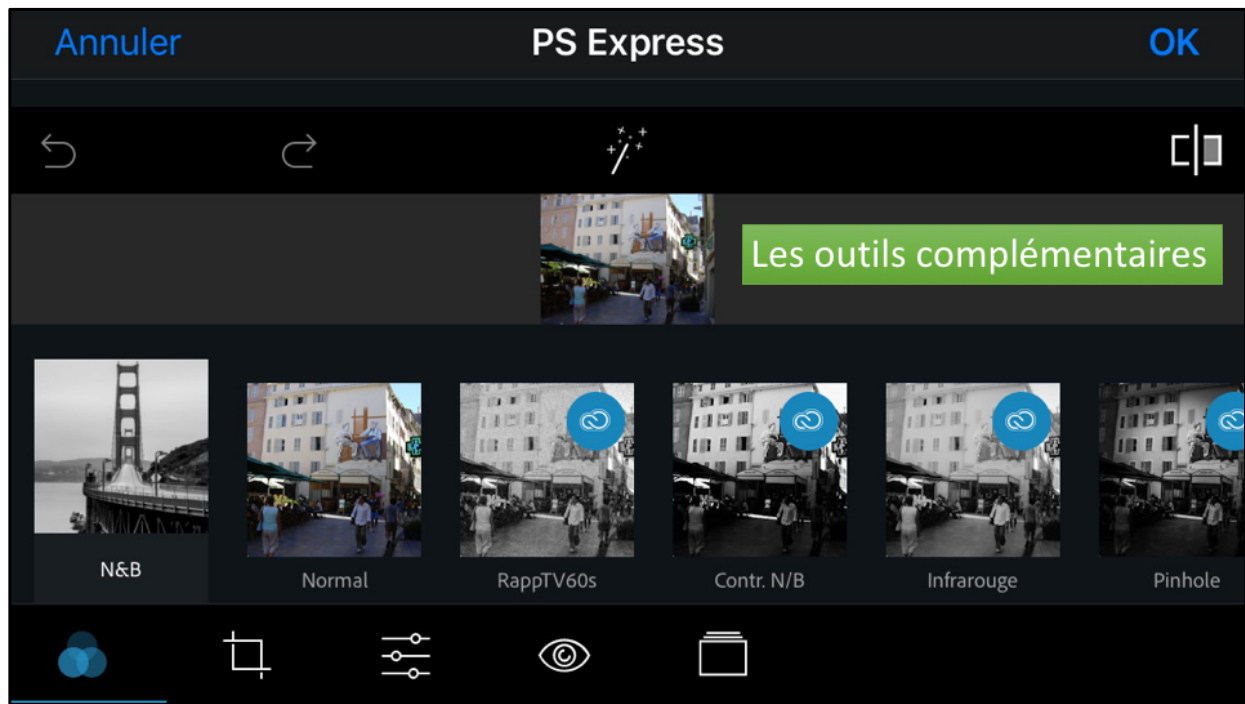 Annuler
PS Express
OK
Les outils complémentaires
N&B
Normal
RappTV60s
Contr. N/B
Infrarouge
Pinhole